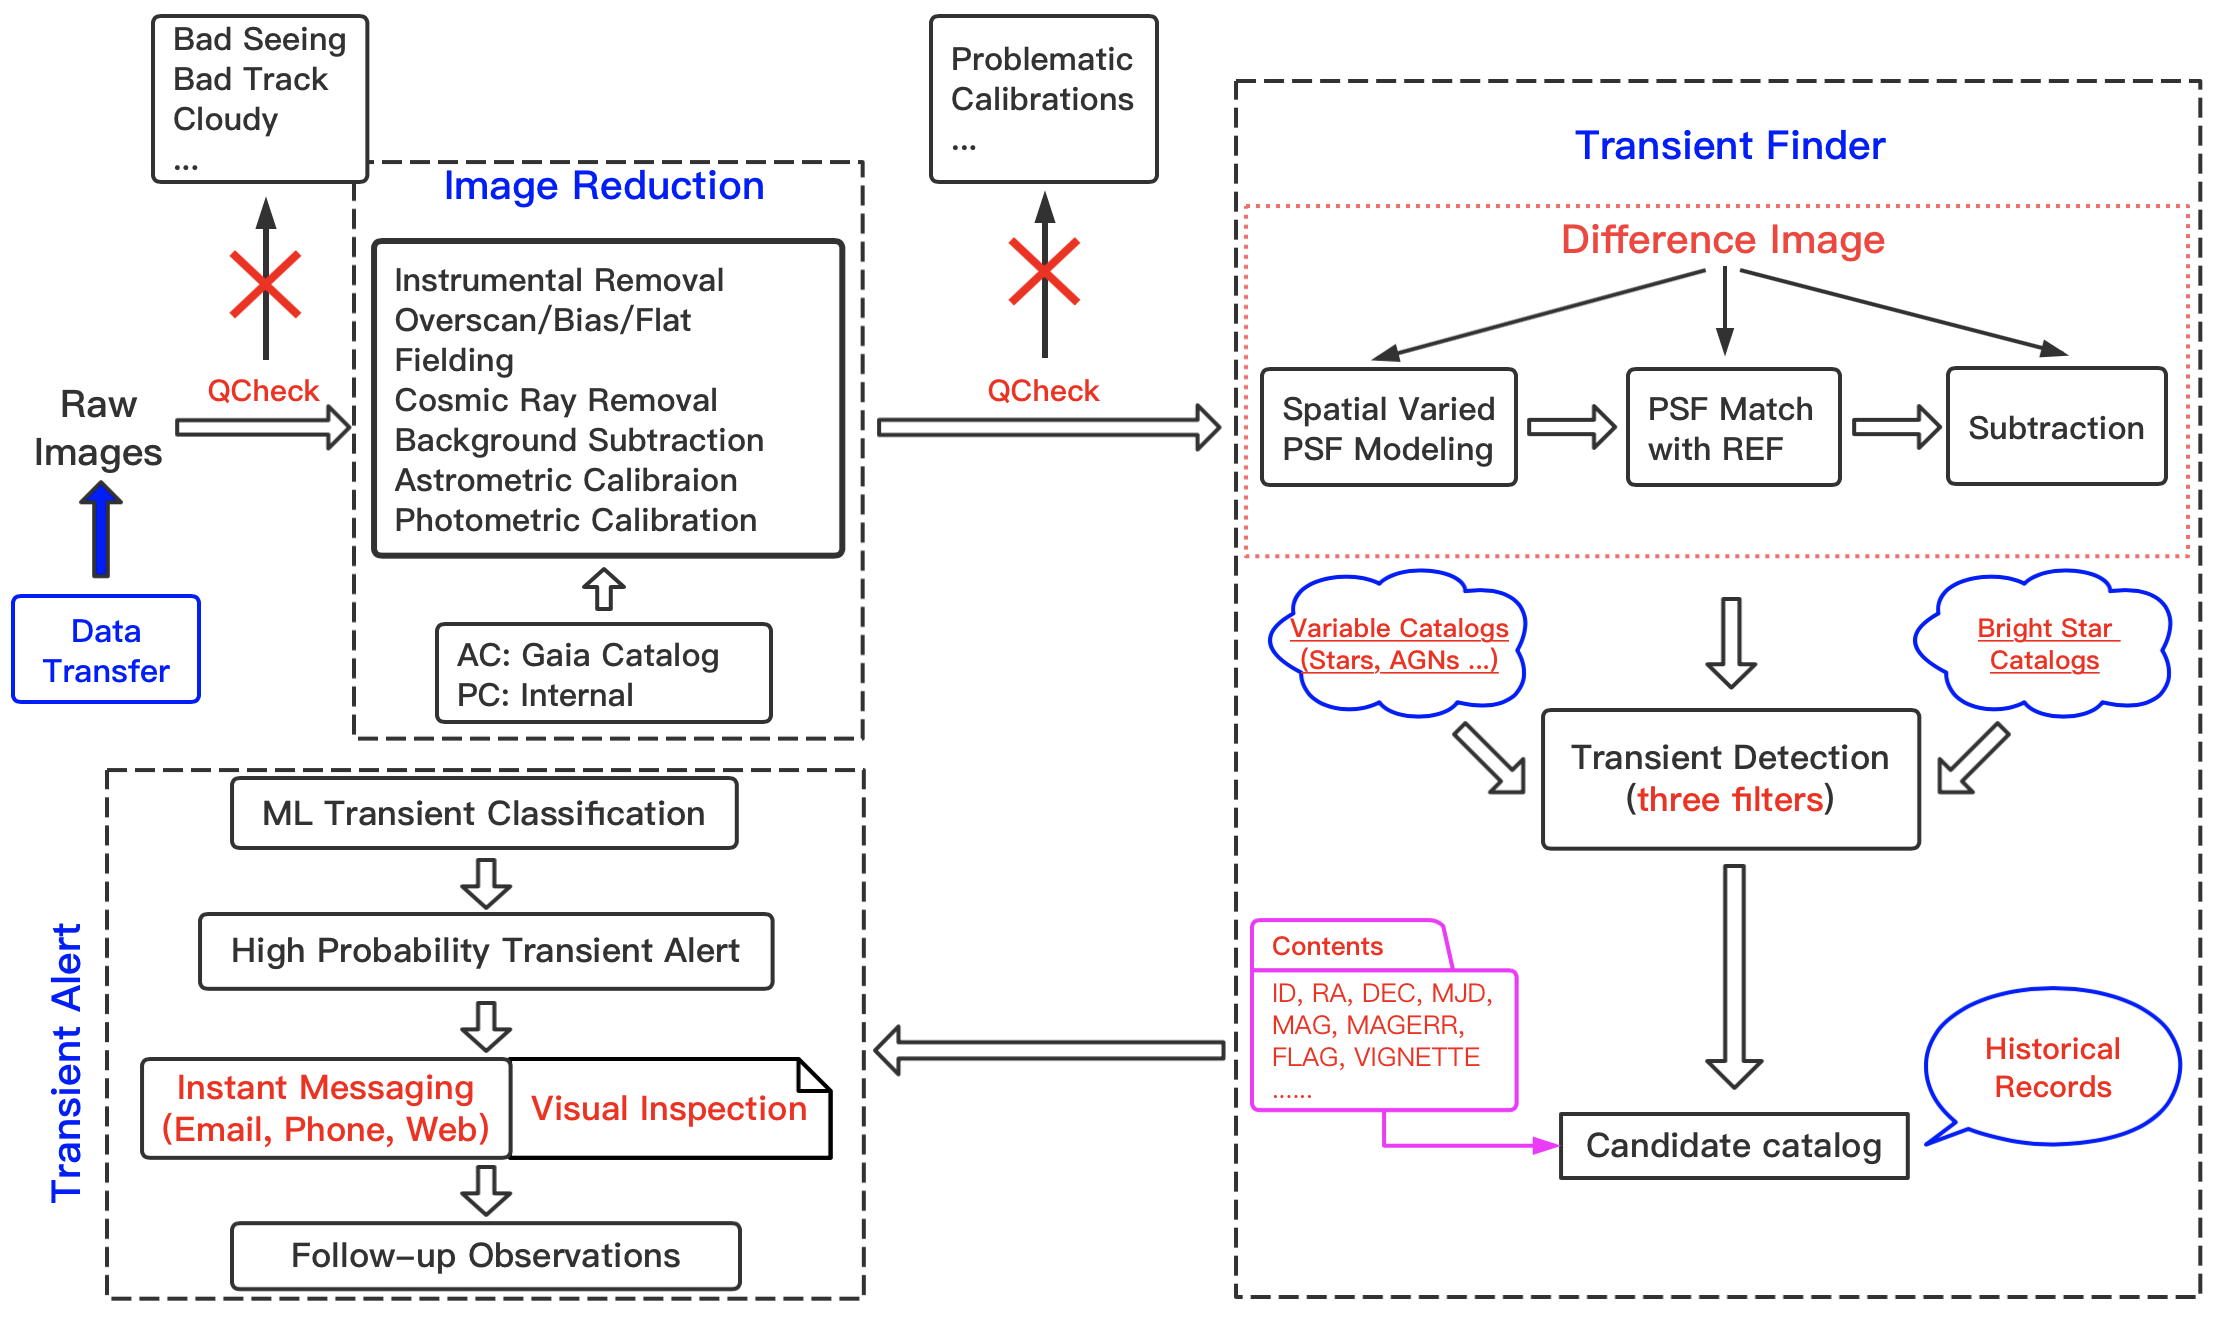 Bad Seeing
Bad Track
Cloudy
...
Problematic
Calibrations
...
Image Reduction
Instrumental Removal
Overscan/Bias/Flat
Fielding
Cosmic Ray Removal
Background Subtraction
Astrometric Calibraion
Photometric Calibration
AC: Gaia Catalog
PC: Internal
QCheck
Raw
Images
Data
Transfer
QCheck
Transient Finder
Difference Image
Spatial Varied
PSF Modeling
PSF Match
with REF
Subtraction
Variable Catalogs
(Stars, AGNs ...)
Bright Star
Catalogs
Transient Detection
(three filters)
Contents
ID, RA, DEC, MJD,
MAG, MAGERR,
FLAG, VIGNETTE
......
Historical
Records
Candidate catalog
Transient Alert
ML Transient Classification
High Probability Transient Alert
Instant Messaging
(Email, Phone, Web)
Visual Inspection
Follow-up Observations